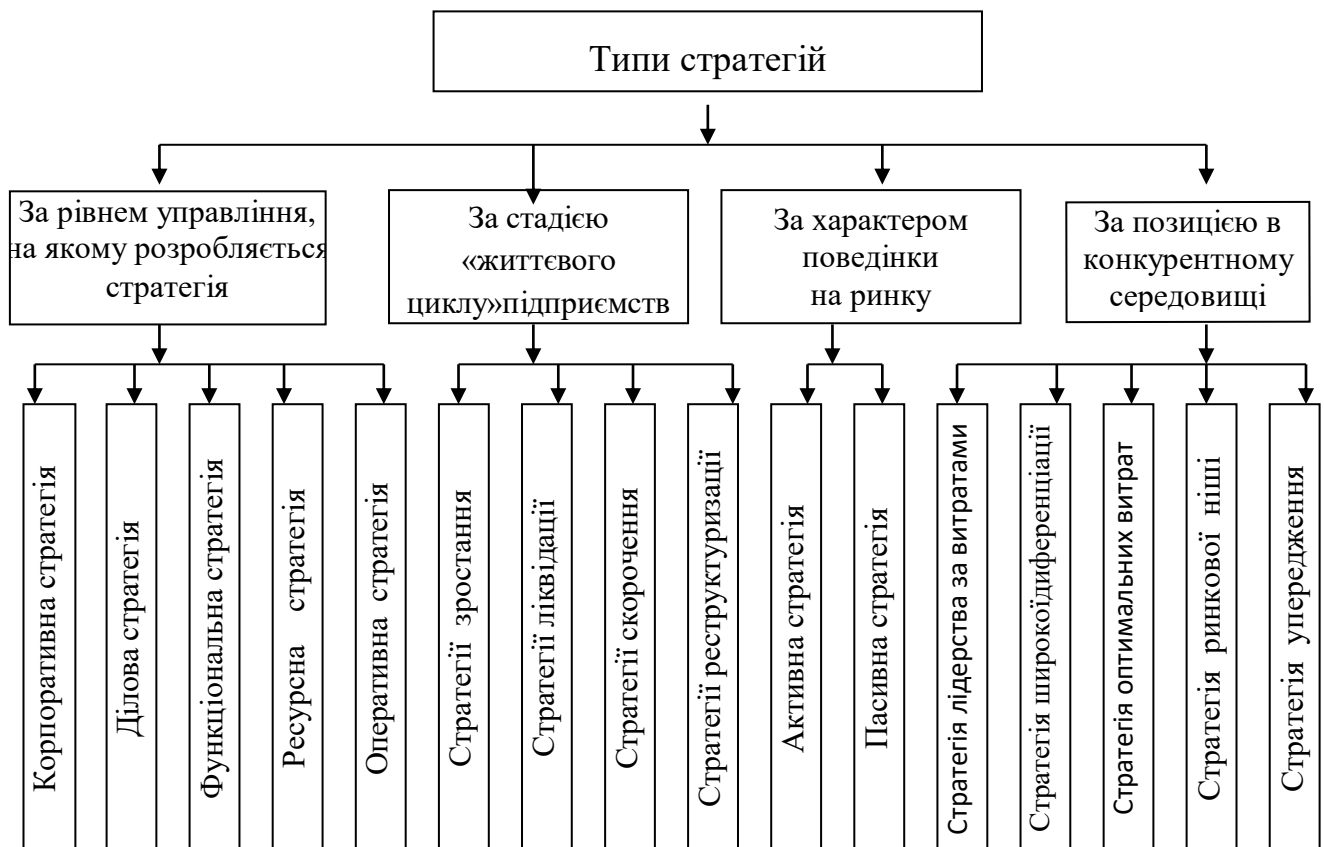 Типи стратегій
За рівнем управління,
на якому розробляється
стратегія
За стадією
«життєвого
циклу»підприємств
За характером
поведінки
на ринку
За позицією в
конкурентному
середовищі
Корпоративна стратегія
Ділова стратегія
Функціональна стратегія
Ресурсна стратегія
Оперативна стратегія
Стратегії зростання
Стратегії ліквідації
Стратегії скорочення
Стратегії реструктуризації
Активна стратегія
Пасивна стратегія
Стратегія лідерства за витратами
Стратегія широкоїдиференціації
Стратегія оптимальних витрат
Стратегія ринкової ніші
Стратегія упередження